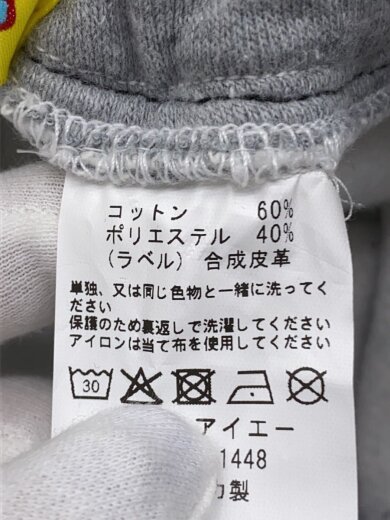 コットン 60%
ポリエステル 40%
(ラベル) 合成皮革
単独、又は同じ色物と一緒に洗ってく
ださい
保護のため裏返しで洗濯してください
アイロンは当て布を使用してください
30
アイエー
1448
製